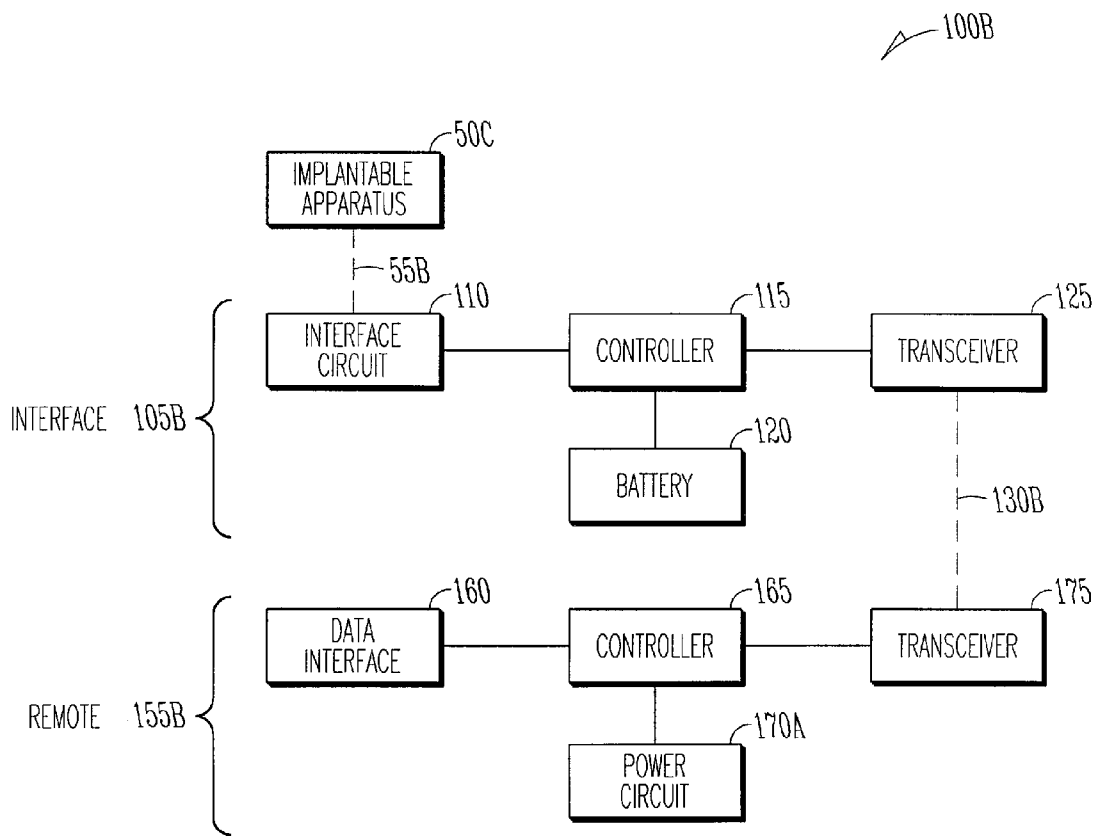 100B
50C
IMPLANTABLE
APPARATUS
55B
110
115
125
INTERFACE
CIRCUIT
CONTROLLER
TRANSCEIVER
INTERFACE 105B
120
BATTERY
130B
160
165
175
DATA
INTERFACE
CONTROLLER
TRANSCEIVER
REMOTE 155B
170A
POWER
CIRCUIT